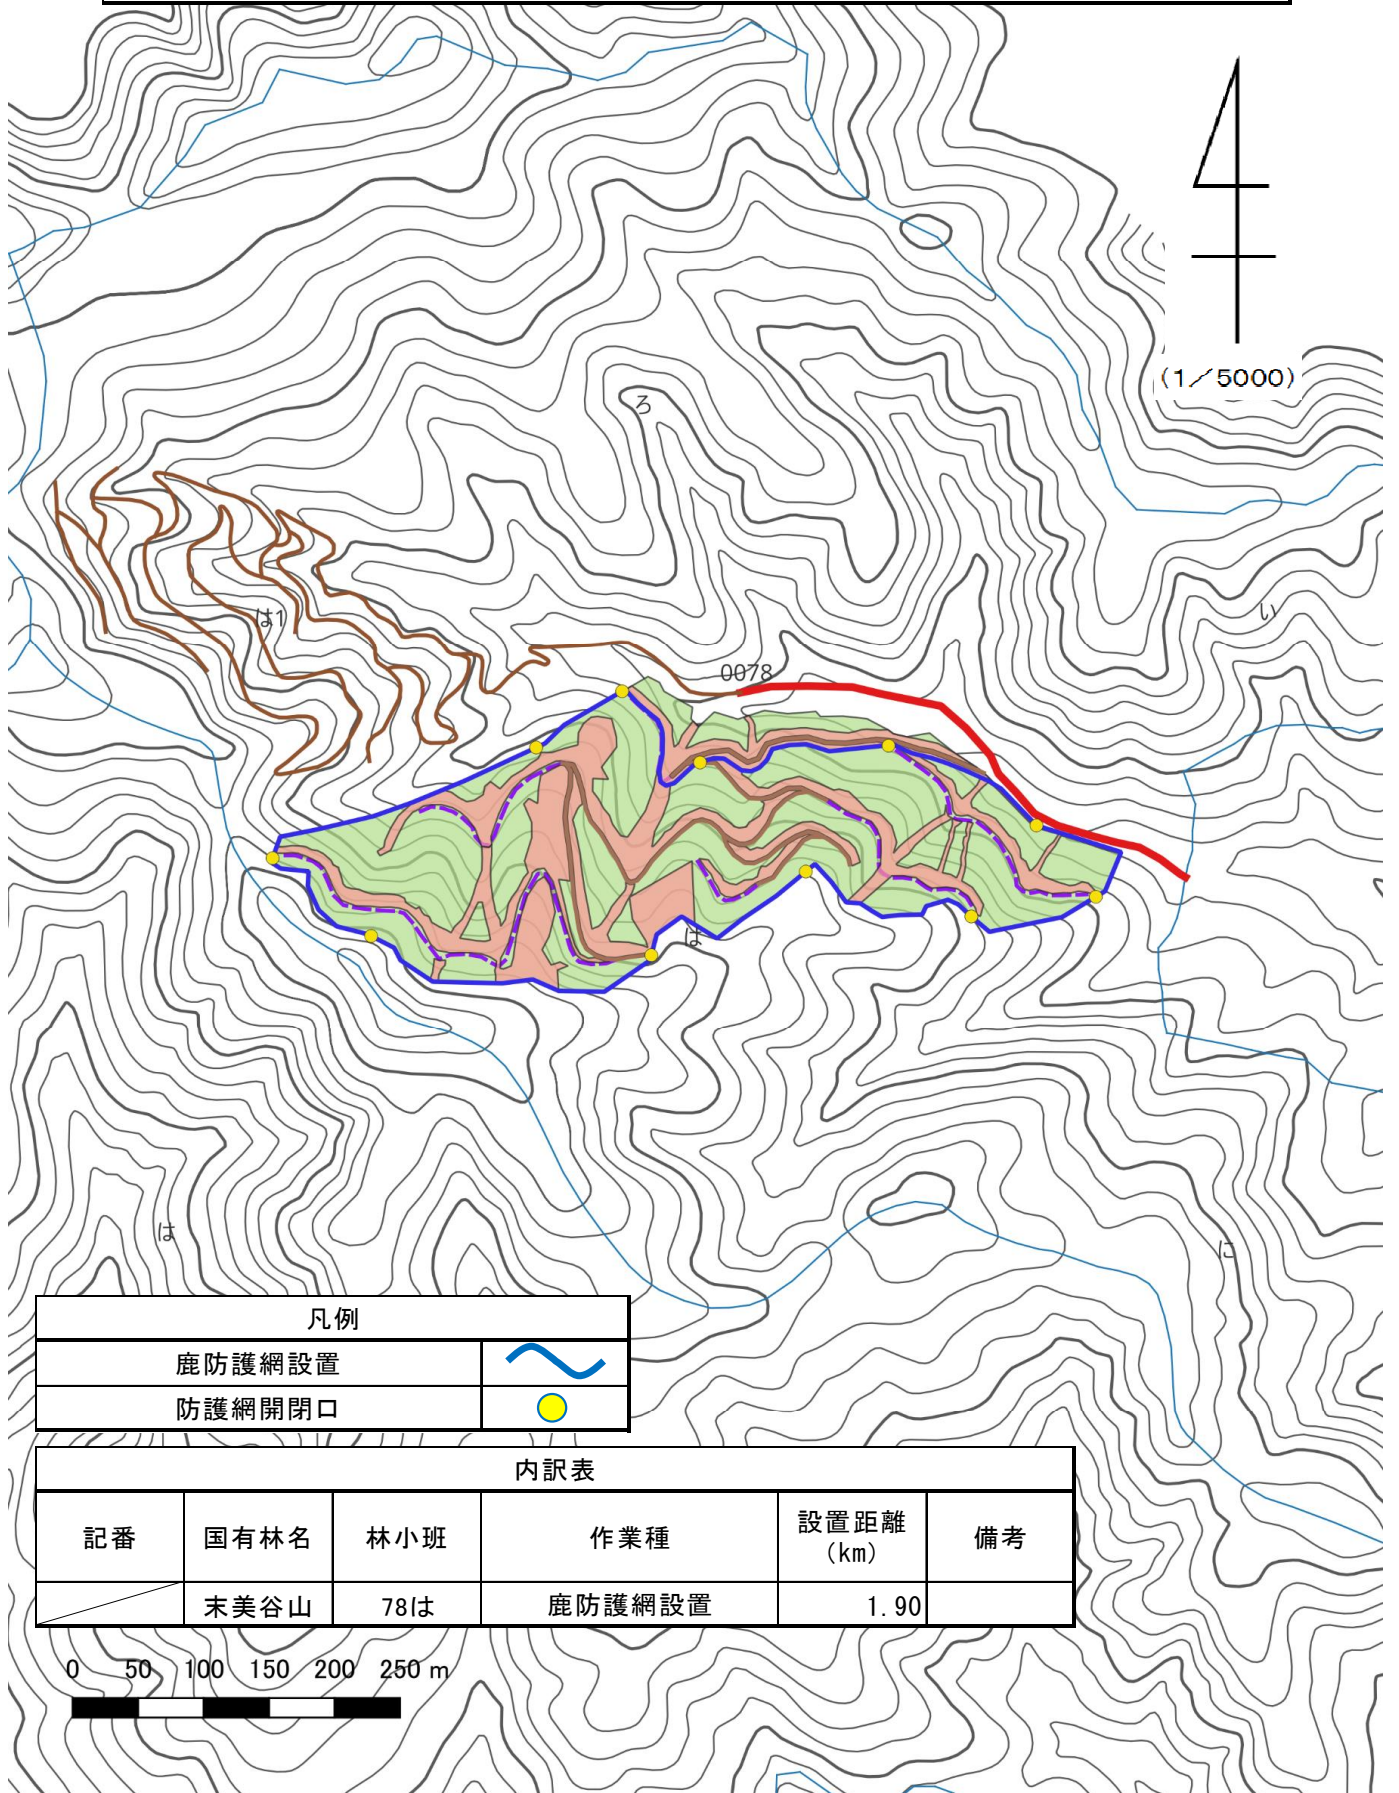 (1/5000)
ろ
は1
い
0078
は
は
に
凡例
鹿防護網設置
防護網開閉口
内訳表
記番 国有林名 林小班 作業種 設置距離(km) 備考
末美谷山 78は 鹿防護網設置 1.90
0 50 100 150 200 250 m